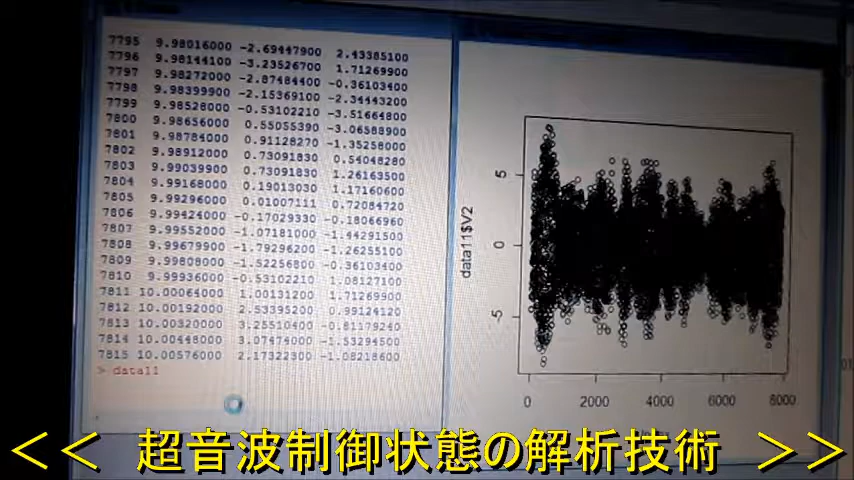 7795 9.98016000 -2.69447900 2.43385100
7796 9.98144100 -3.23526700 1.71269900
7797 9.98272000 -2.87484400 -0.36103400
7798 9.98399900 -2.15369100 -2.34443200
7799 9.98528000 -0.53102210 -3.51664800
7800 9.98656000 0.55055390 -3.06588900
7801 9.98784000 0.91128270 -1.35258000
7802 9.98912000 0.73091830 0.54048280
7803 9.99039900 0.73091830 1.26163500
7804 9.99168000 0.19013030 1.17160600
7805 9.99296000 0.01007111 0.72084720
7806 9.99424000 -0.17029330 -0.18066960
7807 9.99552000 -1.07181000 -1.44291500
7808 9.99679900 -1.79296200 -1.26255100
7809 9.99808000 -1.52256800 -0.36103400
7810 9.99936000 -0.53102210 1.08127100
7811 10.00064000 1.00131200 1.71269900
7812 10.00192000 2.53395200 0.99124120
7813 10.00320000 3.25510400 -0.81179240
7814 10.00448000 3.07474000 -1.53294500
7815 10.00576000 2.17322300 -1.08218600
> data11
data11$V2
5
0
-5
0 2000 4000 6000 8000
<< 超音波制御状態の解析技術 >>